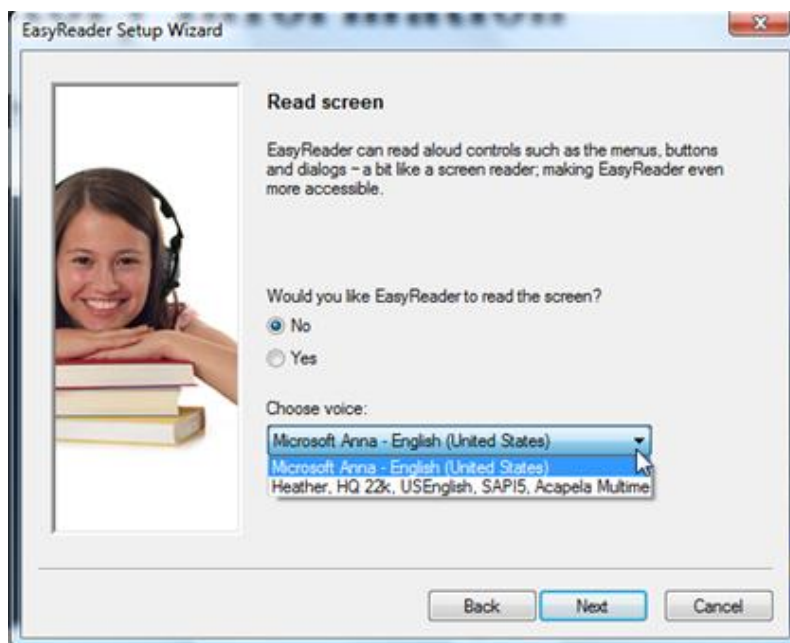 EasyReader Setup Wizard
Read screen
EasyReader can read aloud controls such as the menus, buttons
and dialogs – a bit like a screen reader; making EasyReader even
more accessible.
Would you like EasyReader to read the screen?
No
Yes
Choose voice:
Microsoft Anna - English (United States)
Microsoft Anna - English (United States)
Heather, HQ 22k, USEnglish, SAPI5, Acapela Multime
Back
Next
Cancel